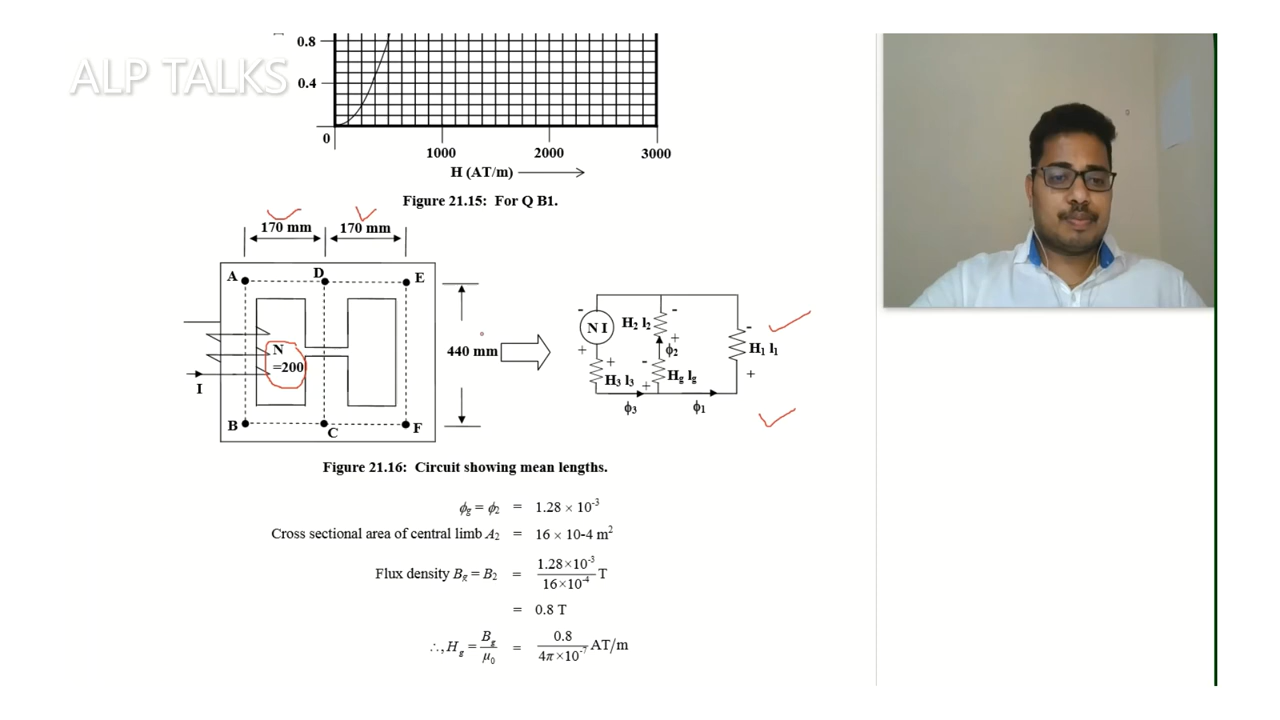 ALP TALKS
0.8
0.4
0
1000 2000 3000
H (AT/m)
Figure 21.15: For Q B1.
170 mm 170 mm
A D E
N
=200
I
B C F
440 mm
- - -
N I
H₂ l₂
H₁ l₁
+ + + - +
ϕ₂
H₃ l₃ + Hg lg
ϕ₃ ϕ₁
Figure 21.16: Circuit showing mean lengths.
ϕg = ϕ₂ = 1.28 × 10⁻³
Cross sectional area of central limb A₂ = 16 × 10-4 m²
Flux density Bg = B₂ = 1.28×10⁻³ / 16×10⁻⁴ T
= 0.8 T
∴, Hg = Bg / μ₀ = 0.8 / 4π×10⁻⁷ AT/m